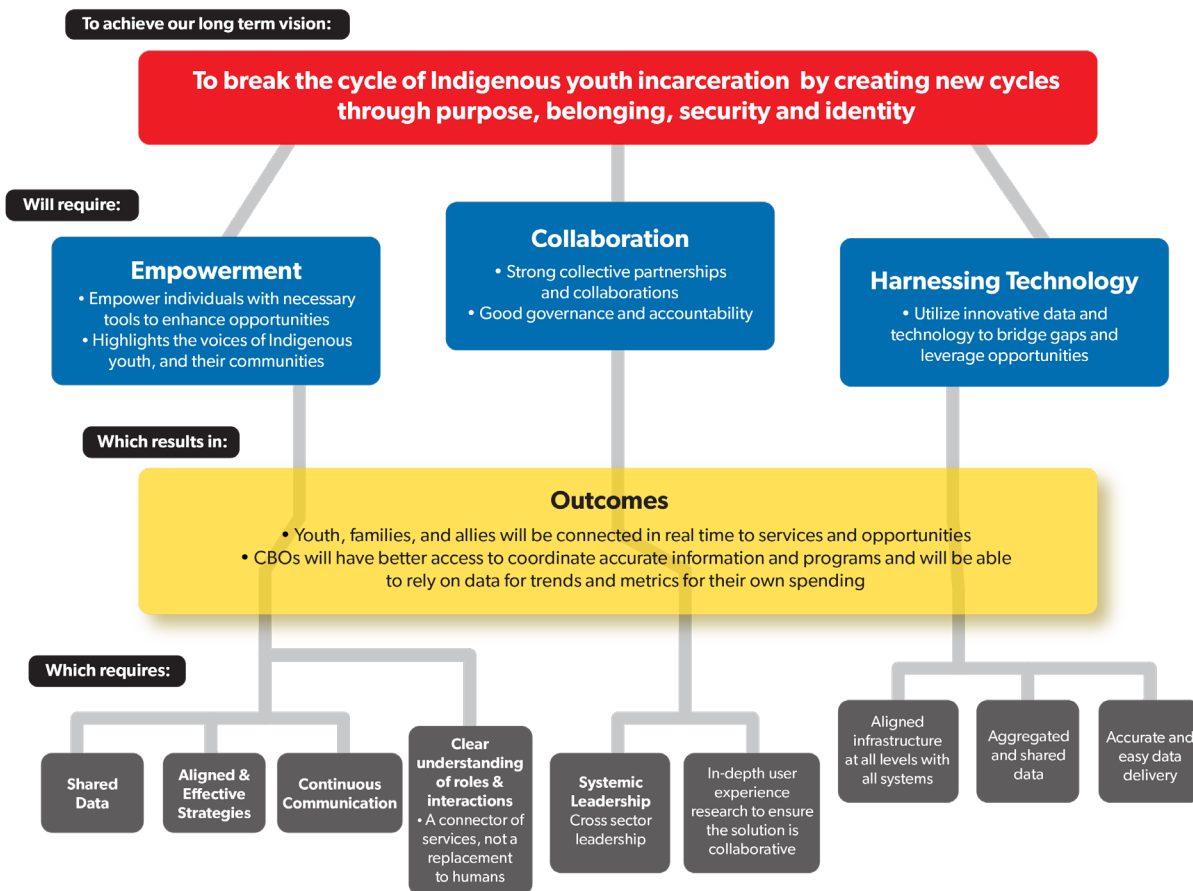 To achieve our long term vision:
To break the cycle of Indigenous youth incarceration by creating new cycles
through purpose, belonging, security and identity
Will require:
Empowerment
• Empower individuals with necessary
tools to enhance opportunities
• Highlights the voices of Indigenous
youth, and their communities
Collaboration
• Strong collective partnerships
and collaborations
• Good governance and accountability
Harnessing Technology
• Utilize innovative data and
technology to bridge gaps and
leverage opportunities
Which results in:
Outcomes
• Youth, families, and allies will be connected in real time to services and opportunities
• CBOs will have better access to coordinate accurate information and programs and will be able
to rely on data for trends and metrics for their own spending
Which requires:
Shared
Data
Aligned &
Effective
Strategies
Continuous
Communication
Clear
understanding
of roles &
interactions
• A connector of
services, not a
replacement
to humans
Systemic
Leadership
Cross sector
leadership
In-depth user
experience
research to ensure
the solution is
collaborative
Aligned
infrastructure
at all levels with
all systems
Aggregated
and shared
data
Accurate and
easy data
delivery